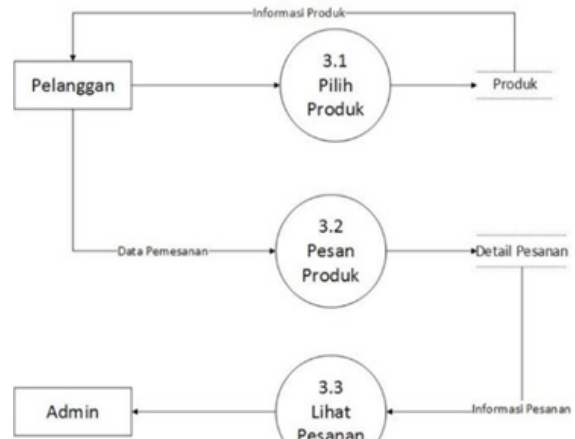 Informasi Produk
Pelanggan
3.1
Pilih
Produk
Produk
Data Pemesanan
3.2
Pesan
Produk
Detail Pesanan
Admin
3.3
Lihat
Pesanan
Informasi Pesanan